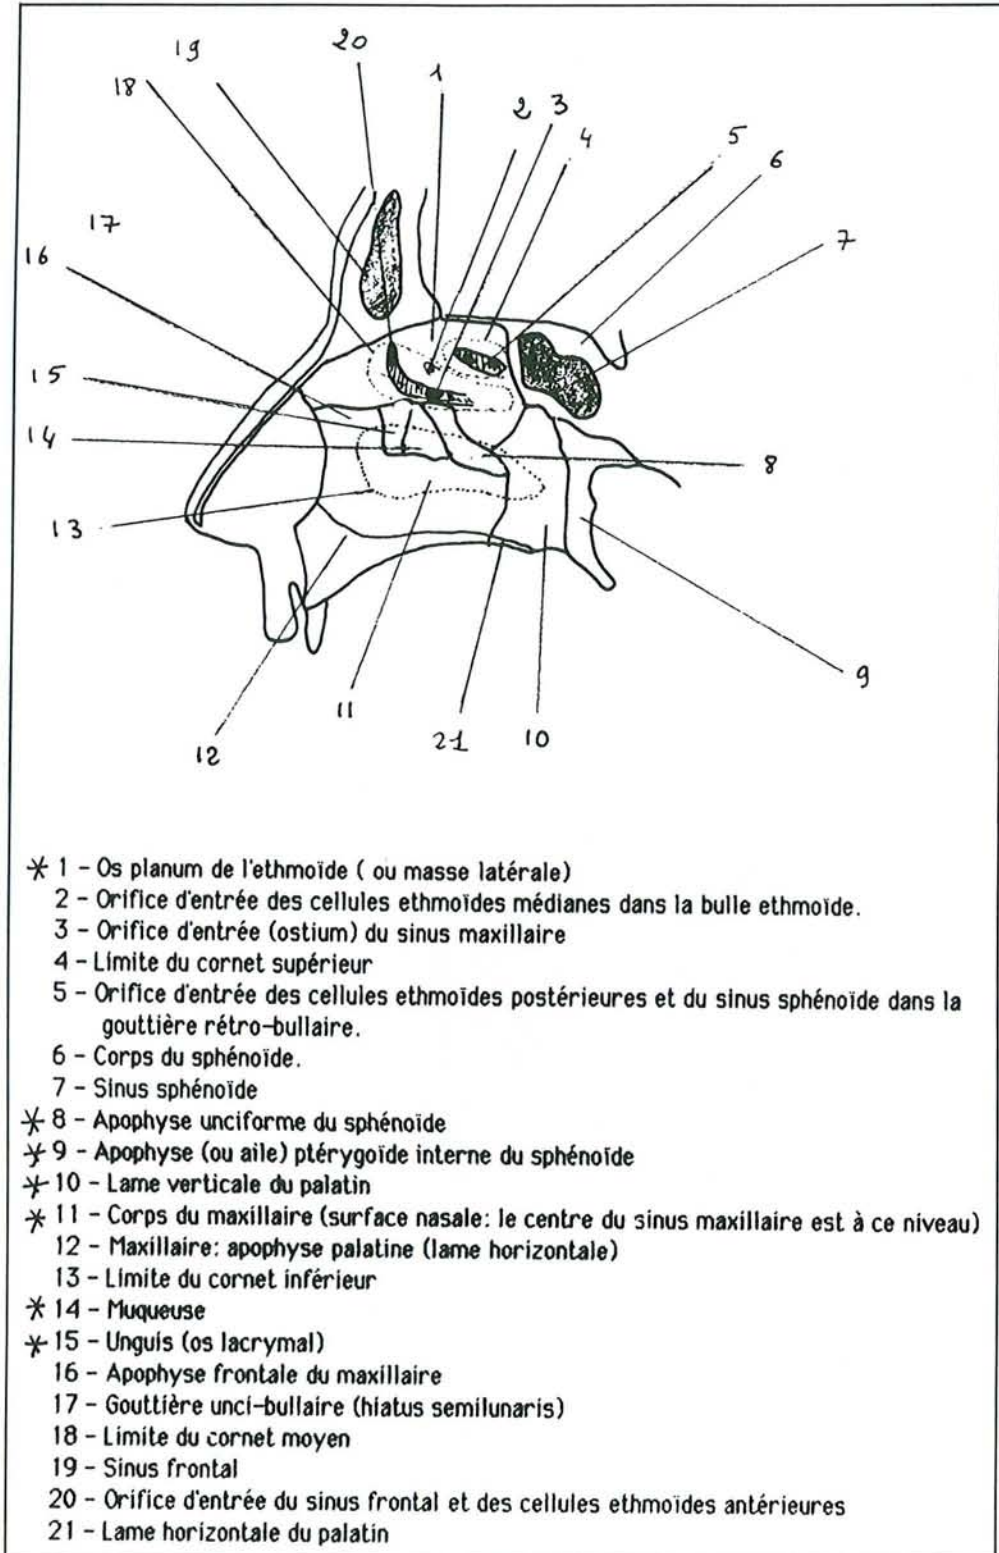 19
20
18
1
2
3
4
5
6
17
7
16
15
14
8
13
9
11
21
10
12
* 1 - Os planum de l'ethmoïde ( ou masse latérale)
2 - Orifice d'entrée des cellules ethmoïdes médianes dans la bulle ethmoïde.
3 - Orifice d'entrée (ostium) du sinus maxillaire
4 - Limite du cornet supérieur
5 - Orifice d'entrée des cellules ethmoïdes postérieures et du sinus sphénoïde dans la
gouttière rétro-bullaire.
6 - Corps du sphénoïde.
7 - Sinus sphénoïde
* 8 - Apophyse unciforme du sphénoïde
* 9 - Apophyse (ou aile) ptérygoïde interne du sphénoïde
* 10 - Lame verticale du palatin
* 11 - Corps du maxillaire (surface nasale: le centre du sinus maxillaire est à ce niveau)
12 - Maxillaire: apophyse palatine (lame horizontale)
13 - Limite du cornet inférieur
* 14 - Muqueuse
* 15 - Unguis (os lacrymal)
16 - Apophyse frontale du maxillaire
17 - Gouttière unci-bullaire (hiatus semilunaris)
18 - Limite du cornet moyen
19 - Sinus frontal
20 - Orifice d'entrée du sinus frontal et des cellules ethmoïdes antérieures
21 - Lame horizontale du palatin